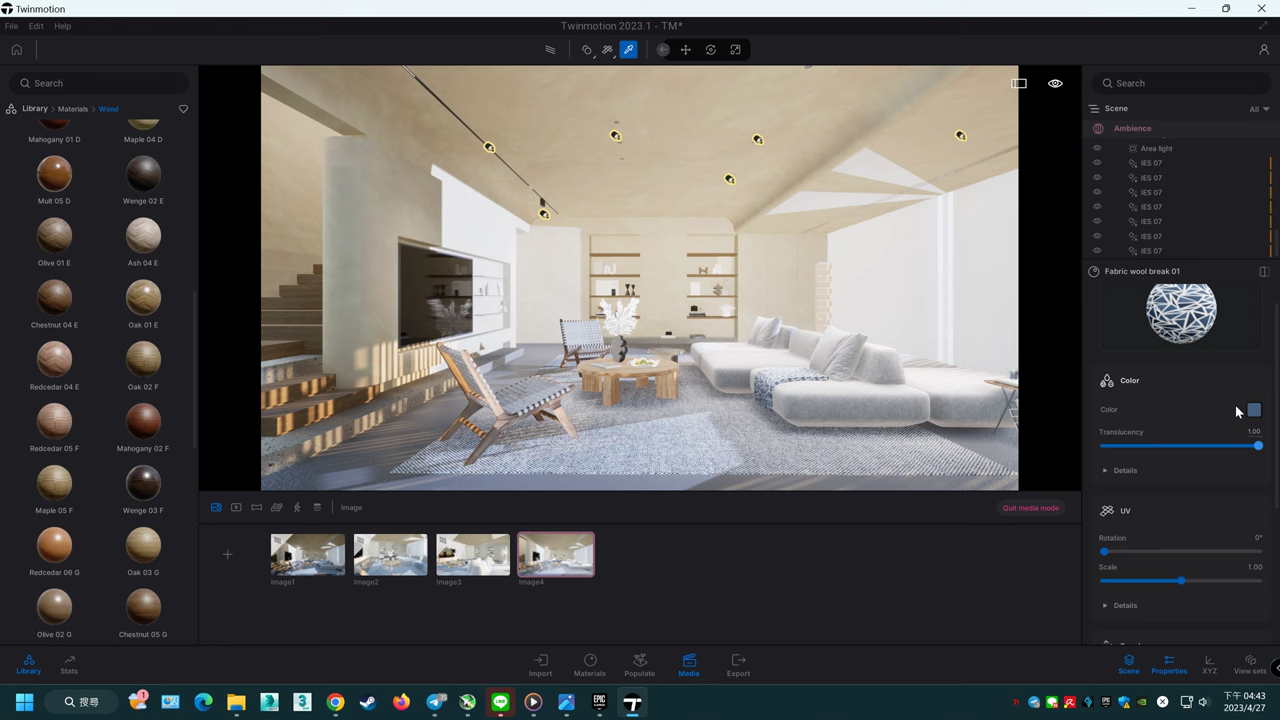 Twinmotion
File Edit Help
Twinmotion 2023.1 - TM*
Search
Library > Materials > Wood
Mahogany 01 D
Maple 04 D
Mult 05 D
Wenge 02 E
Olive 01 E
Ash 04 E
Chestnut 04 E
Oak 01 E
Redcedar 04 E
Oak 02 F
Redcedar 05 F
Mahogany 02 F
Maple 05 F
Wenge 03 F
Redcedar 06 G
Oak 03 G
Olive 02 G
Chestnut 05 G
Image
Quit media mode
Image1
Image2
Image3
Image4
Search
Scene
All
Ambience
Area light
IES 07
IES 07
IES 07
IES 07
IES 07
IES 07
IES 07
Fabric wool break 01
Color
Color
Translucency 1.00
Details
UV
Rotation 0°
Scale 1.00
Details
Library
Stats
Import
Materials
Populate
Media
Export
Scene
Properties
XYZ
View sets
搜尋
下午 04:43
2023/4/27